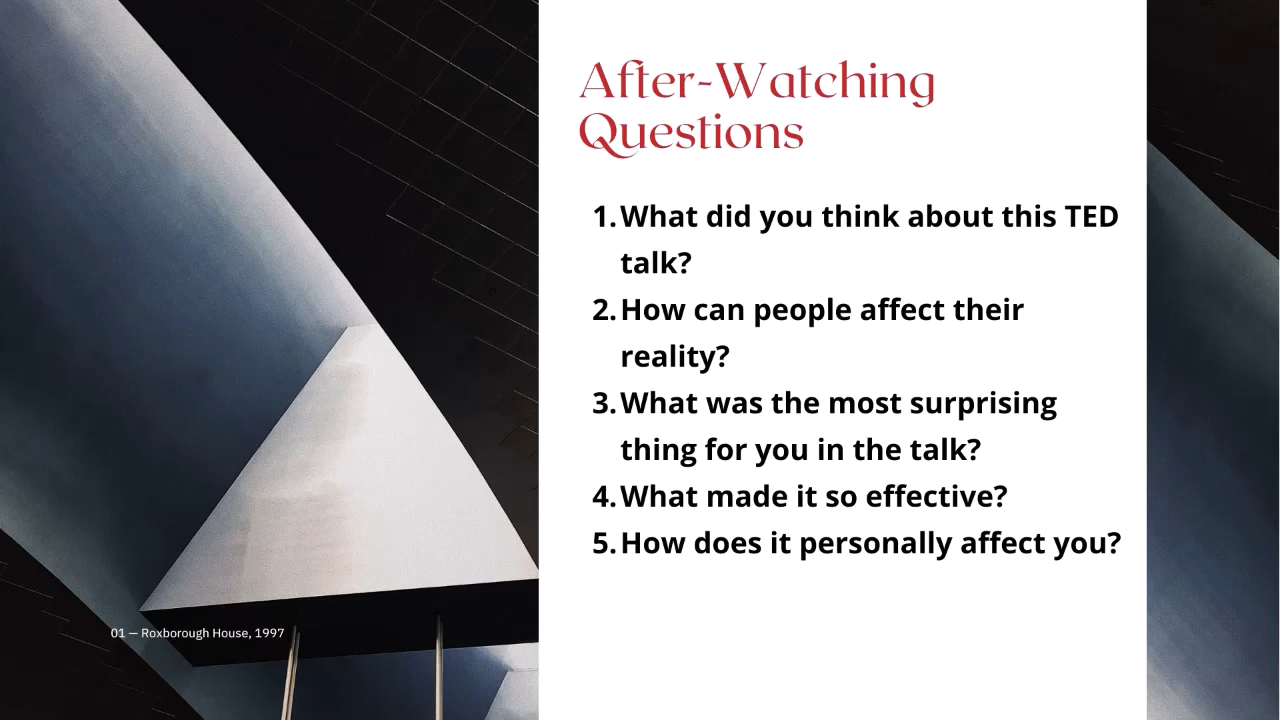 After-Watching
Questions
1. What did you think about this TED
talk?
2. How can people affect their
reality?
3. What was the most surprising
thing for you in the talk?
4. What made it so effective?
5. How does it personally affect you?
01 — Roxborough House, 1997